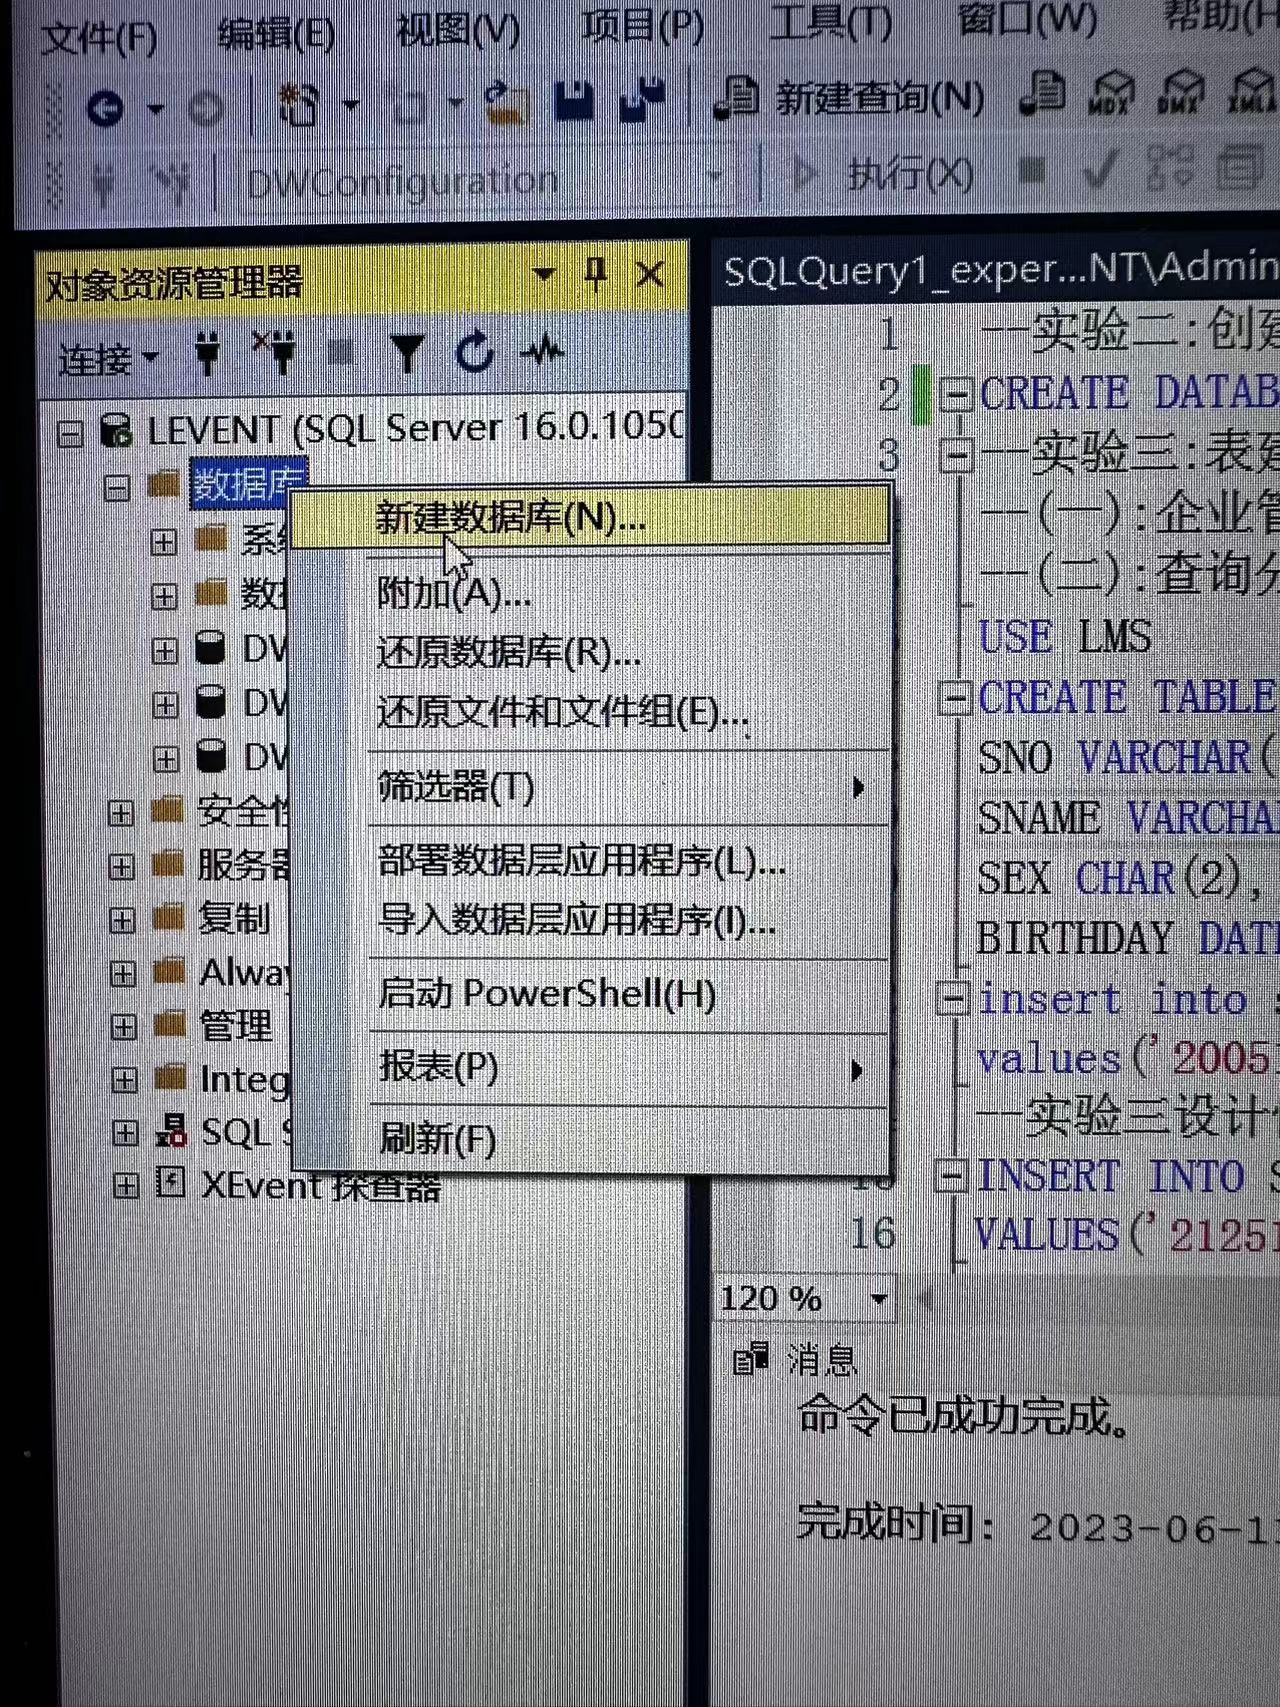 文件(F) 编辑(E) 视图(V) 项目(P) 工具(T) 窗口(W) 帮助(H
新建查询(N) MDX DMX XMLA
DWConfiguration 执行(X)
对象资源管理器
连接
LEVENT (SQL Server 16.0.105
数据库
新建数据库(N)...
附加(A)...
还原数据库(R)...
还原文件和文件组(E)...
筛选器(T)
部署数据层应用程序(L)...
导入数据层应用程序(I)...
启动 PowerShell(H)
报表(P)
刷新(F)
系
数据
DW
DW
DW
安全性
服务器
复制
Alway
管理
Integ
SQL S
XEvent 探查器
SQLQuery1_exper...NT\Admin
1 --实验二:创建
2 CREATE DATAB
3 --实验三:表
--(一):企业管
--(二):查询分
USE LMS
CREATE TABLE
SNO VARCHAR(
SNAME VARCHA
SEX CHAR(2),
BIRTHDAY DAT
insert into
values('2005
--实验三设计
INSERT INTO S
16 VALUES('21251
120 %
消息
命令已成功完成。
完成时间: 2023-06-1